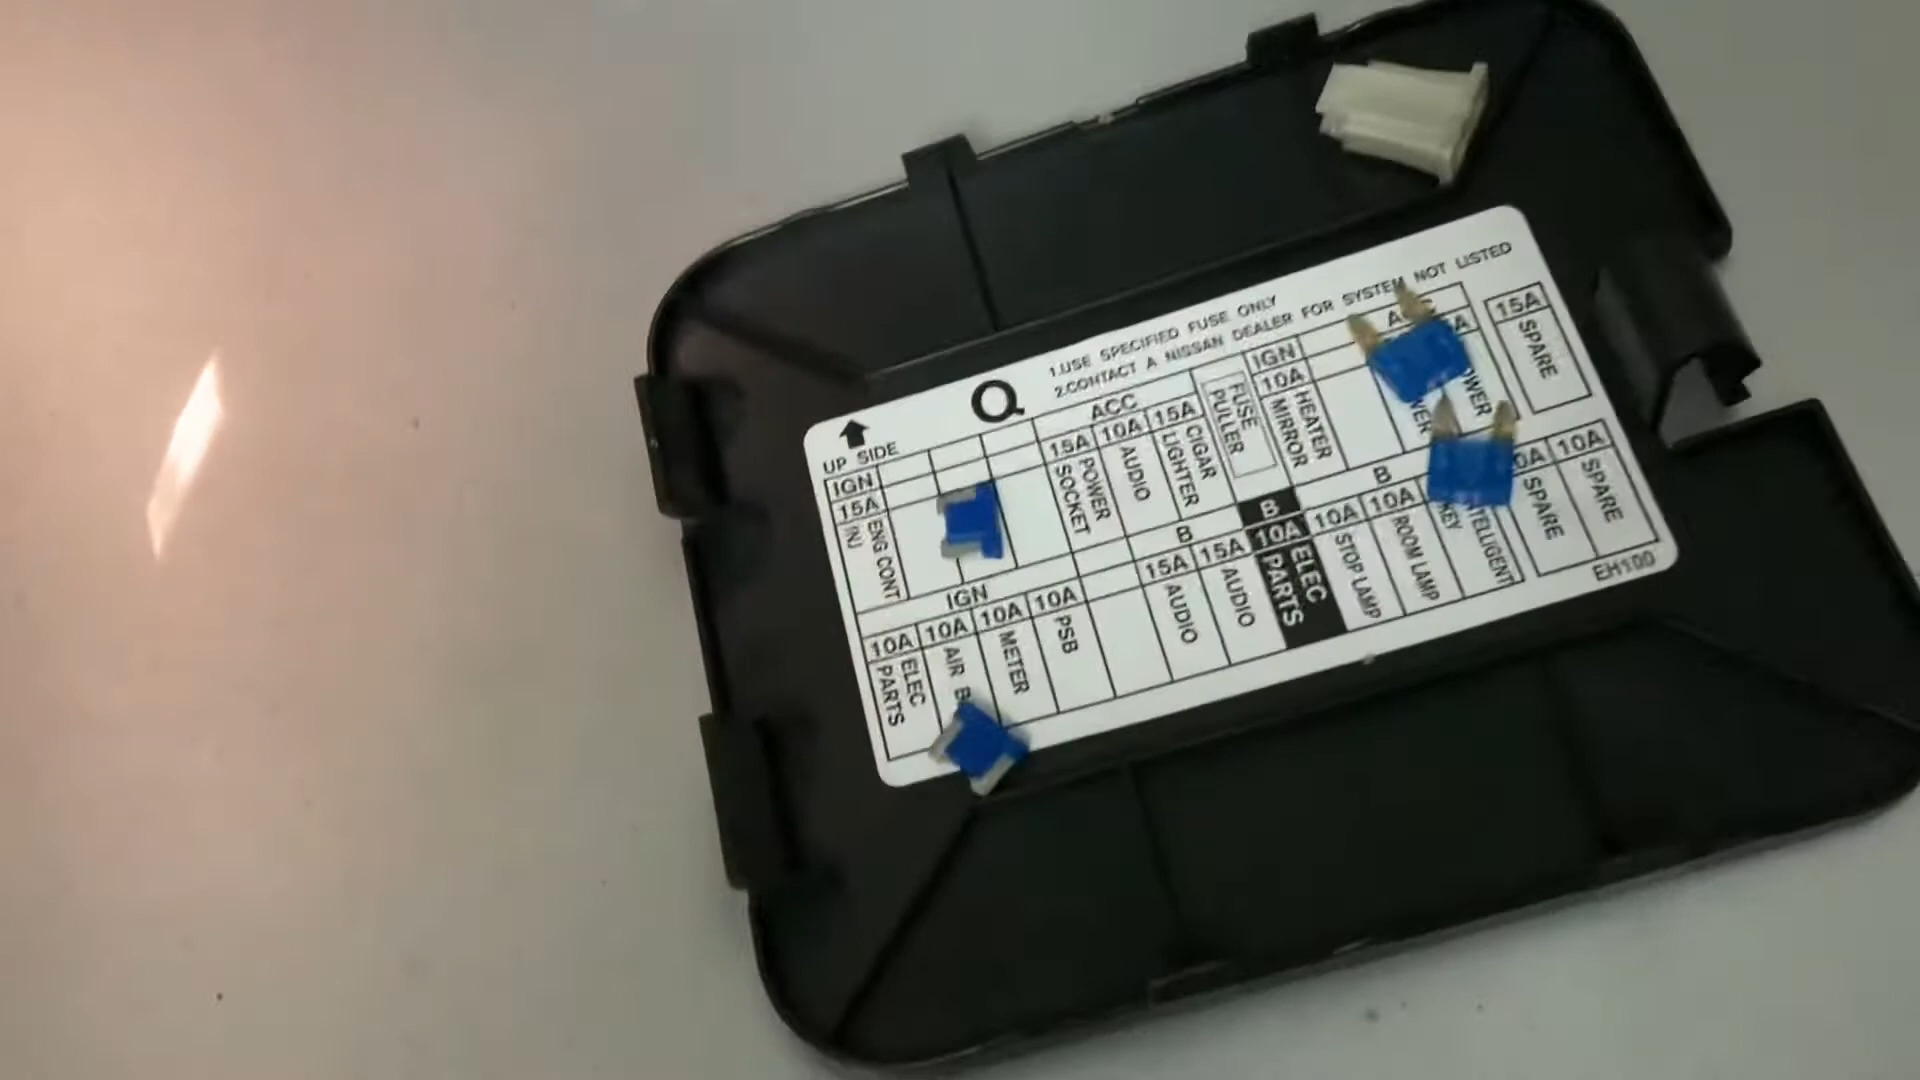 1.USE SPECIFIED FUSE ONLY
2.CONTACT A NISSAN DEALER FOR SYSTEM NOT LISTED
UP SIDE
Q
IGN
15A
ENG CONT
INJ
ACC
15A
POWER
SOCKET
10A
AUDIO
15A
CIGAR
LIGHTER
FUSE
PULLER
IGN
10A
HEATER
MIRROR
15A
SPARE
IGN
10A
ELEC
PARTS
10A
AIR
10A
METER
10A
PSB
B
15A
AUDIO
15A
AUDIO
B
10A
ELEC
PARTS
B
10A
STOP LAMP
10A
ROOM LAMP
KEY
SPARE
10A
SPARE
EH100